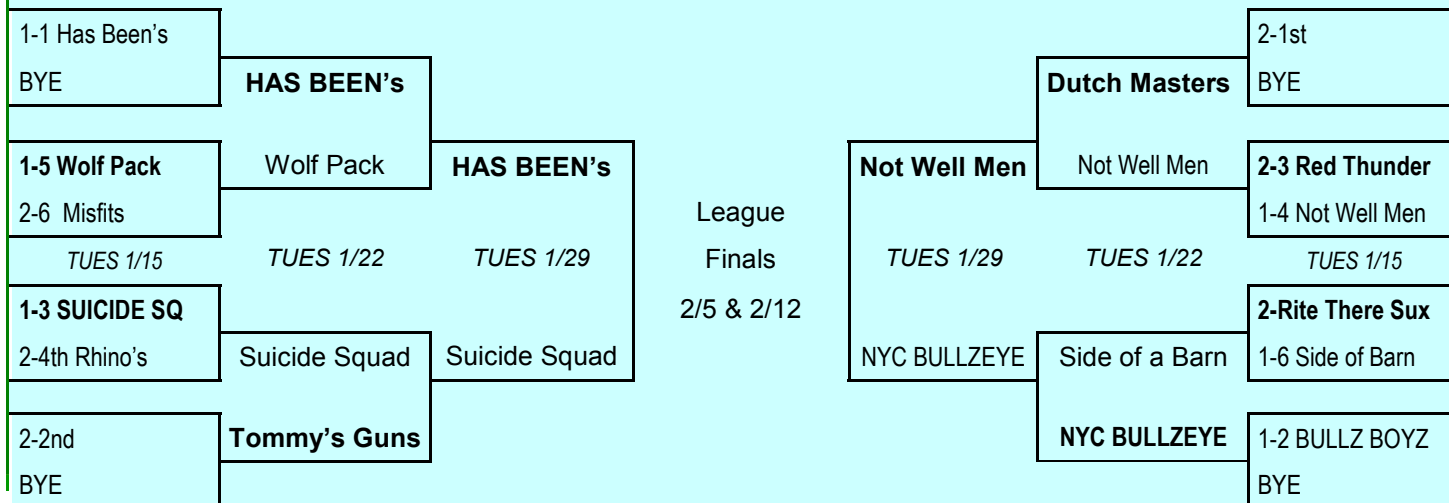 1-1 Has Been's
BYE
HAS BEEN's
1-5 Wolf Pack
2-6 Misfits
Wolf Pack
HAS BEEN's
TUES 1/15
TUES 1/22
TUES 1/29
1-3 SUICIDE SQ
2-4th Rhino's
Suicide Squad
Suicide Squad
2-2nd
BYE
Tommy's Guns
League
Finals
2/5 & 2/12
2-1st
BYE
Dutch Masters
Not Well Men
Not Well Men
2-3 Red Thunder
1-4 Not Well Men
TUES 1/29
TUES 1/22
TUES 1/15
2-Rite There Sux
1-6 Side of Barn
NYC BULLZEYE
Side of a Barn
NYC BULLZEYE
1-2 BULLZ BOYZ
BYE